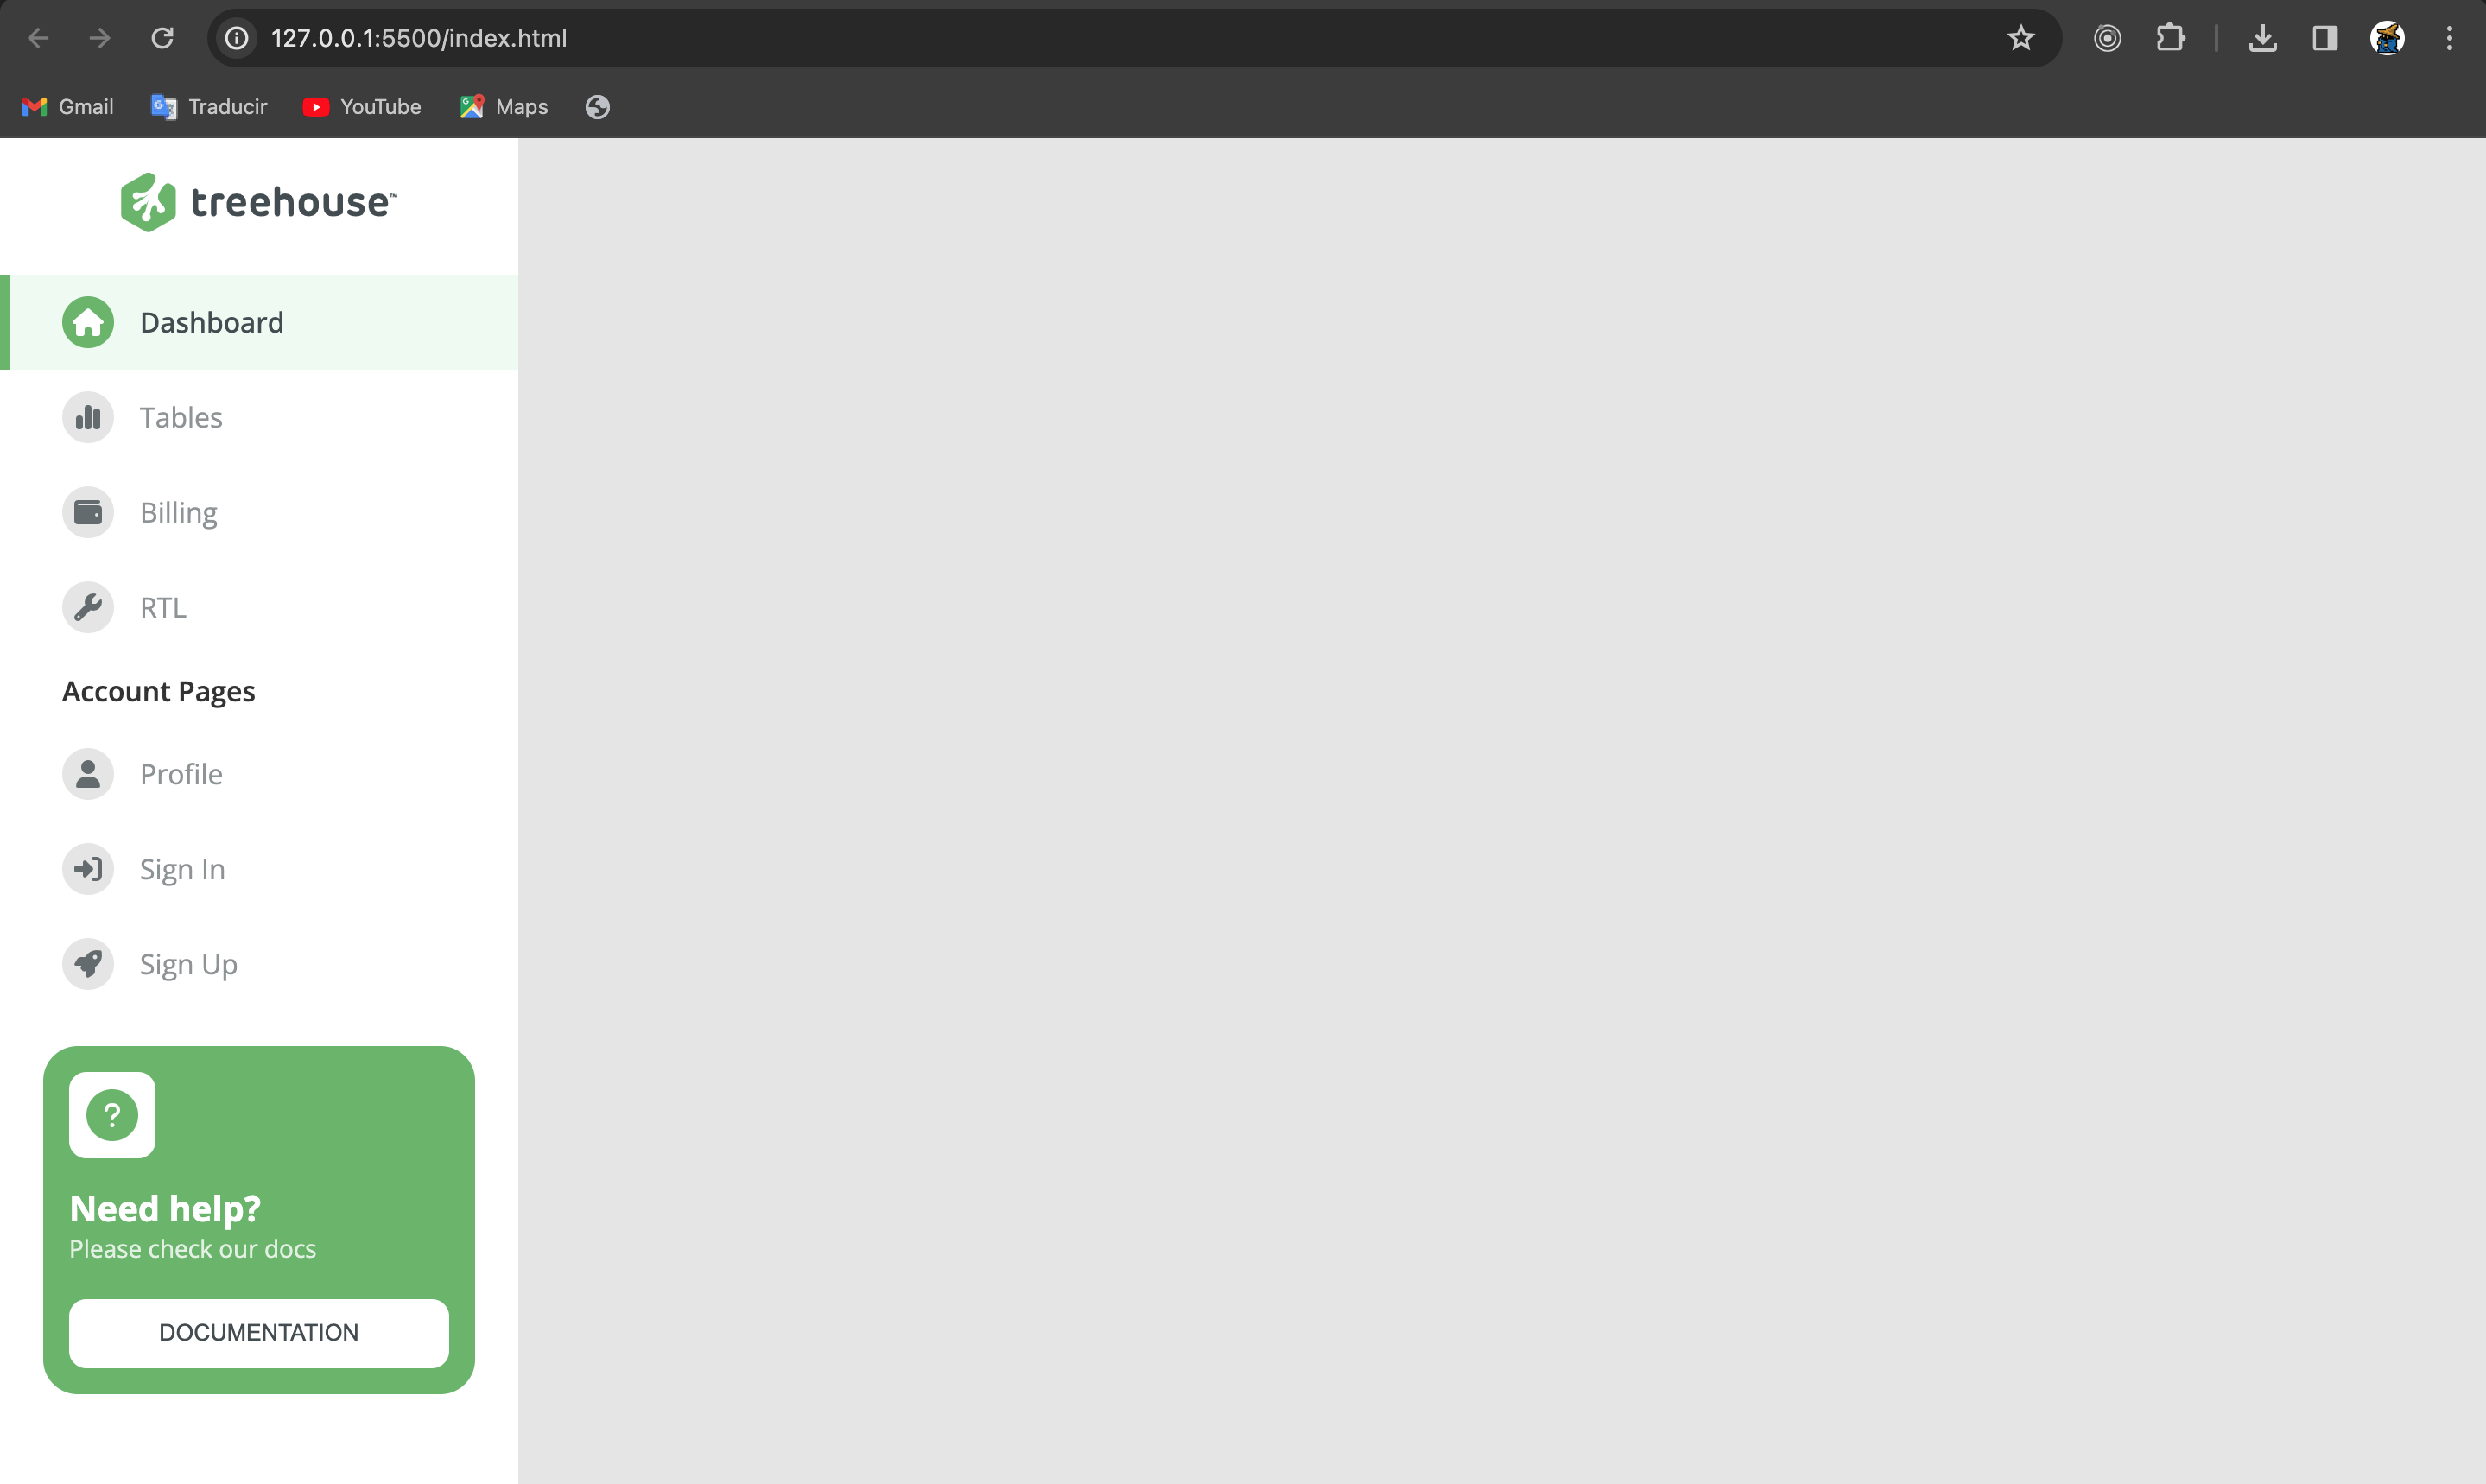 127.0.0.1:5500/index.html
Gmail
Traducir
YouTube
Maps
treehouse™
Dashboard
Tables
Billing
RTL
Account Pages
Profile
Sign In
Sign Up
?
Need help?
Please check our docs
DOCUMENTATION